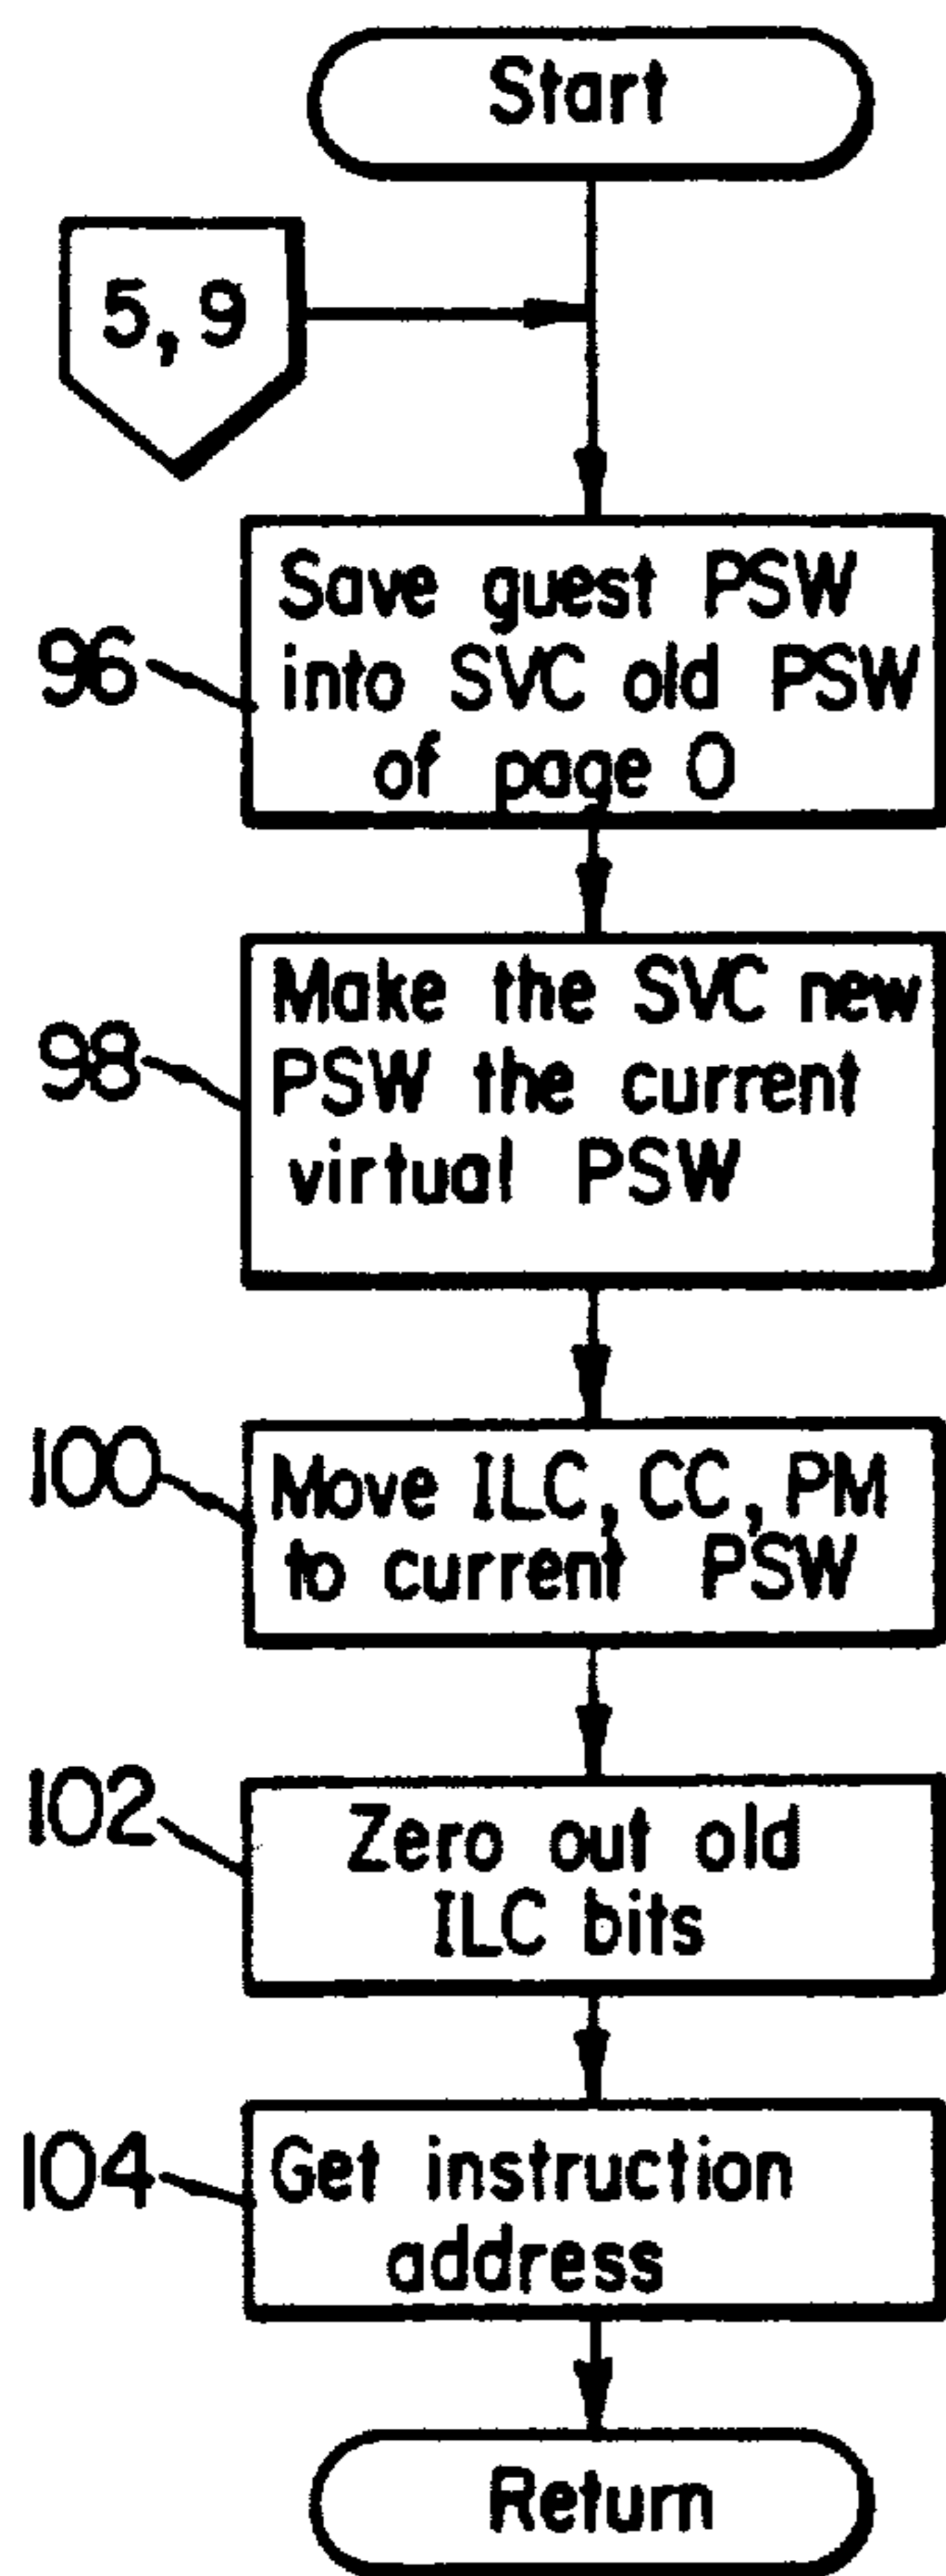 Start
5,9
96
Save guest PSW
into SVC old PSW
of page 0
98
Make the SVC new
PSW the current
virtual PSW
100
Move ILC, CC, PM
to current PSW
102
Zero out old
ILC bits
104
Get instruction
address
Return